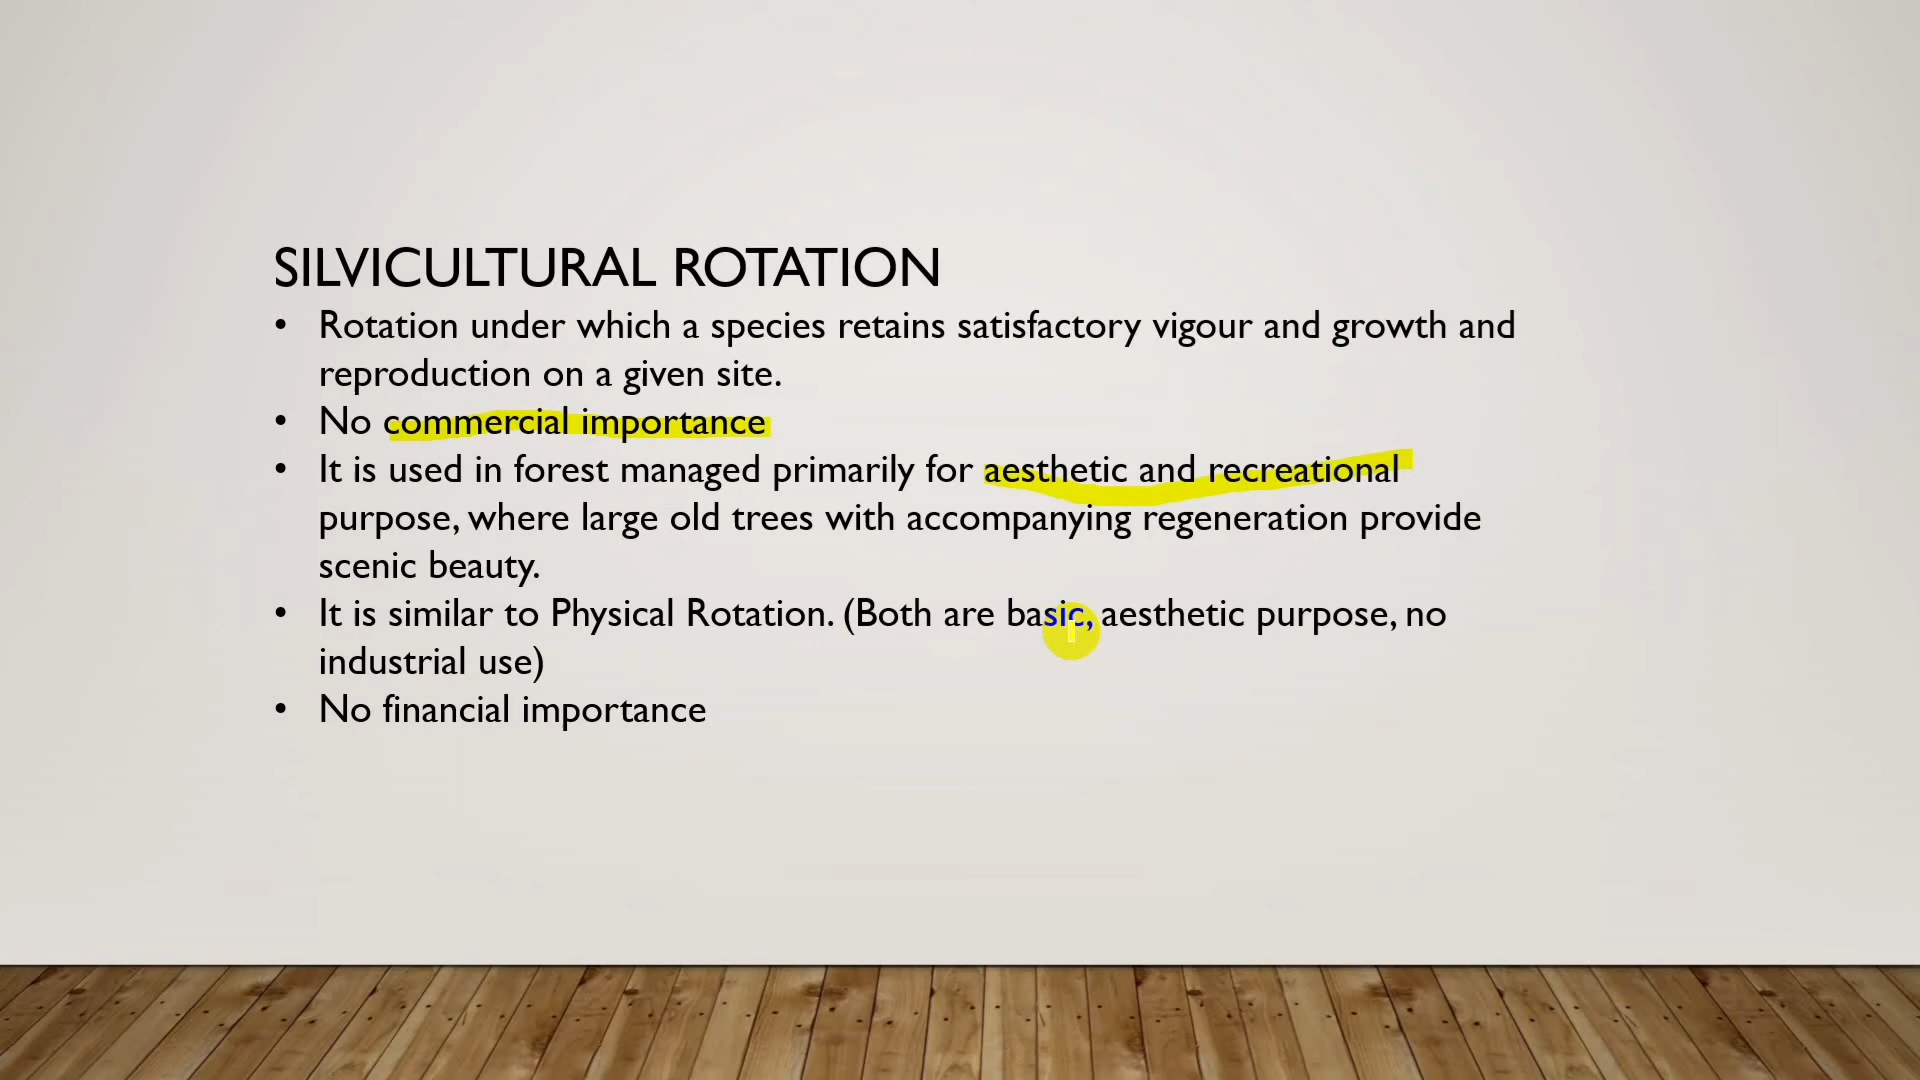 SILVICULTURAL ROTATION
• Rotation under which a species retains satisfactory vigour and growth and
reproduction on a given site.
• No commercial importance
• It is used in forest managed primarily for aesthetic and recreational
purpose, where large old trees with accompanying regeneration provide
scenic beauty.
• It is similar to Physical Rotation. (Both are basic, aesthetic purpose, no
industrial use)
• No financial importance